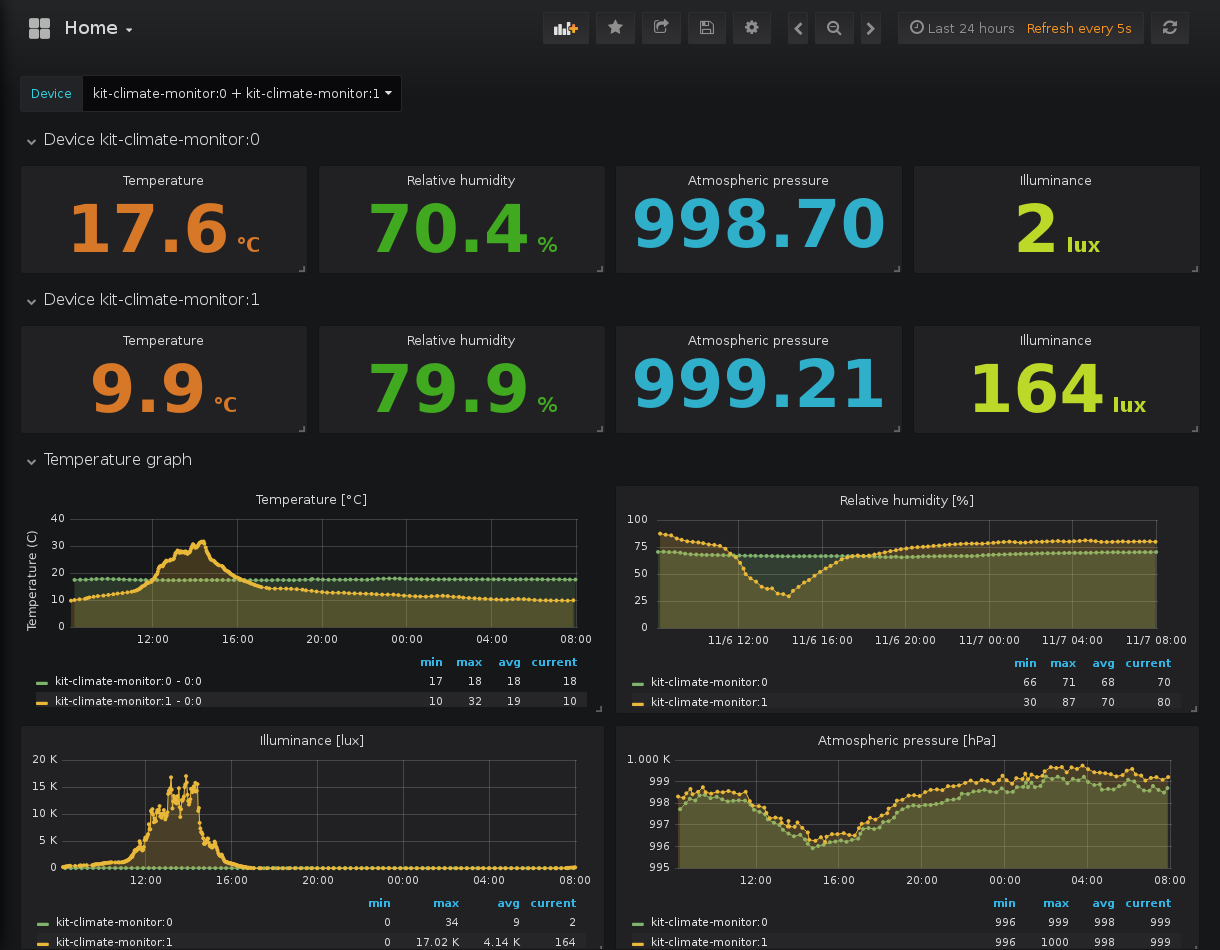 Home
Last 24 hours Refresh every 5s
Device kit-climate-monitor:0 + kit-climate-monitor:1
Device kit-climate-monitor:0
Temperature Relative humidity Atmospheric pressure Illuminance
17.6 °C 70.4 % 998.70 2 lux
Device kit-climate-monitor:1
Temperature Relative humidity Atmospheric pressure Illuminance
9.9 °C 79.9 % 999.21 164 lux
Temperature graph
Temperature [°C]
Temperature (C)
40
30
20
10
0
12:00 16:00 20:00 00:00 04:00 08:00
min max avg current
kit-climate-monitor:0 - 0:0 17 18 18 18
kit-climate-monitor:1 - 0:0 10 32 19 10
Relative humidity [%]
100
75
50
25
0
11/6 12:00 11/6 16:00 11/6 20:00 11/7 00:00 11/7 04:00 11/7 08:00
min max avg current
kit-climate-monitor:0 66 71 68 70
kit-climate-monitor:1 30 87 70 80
Illuminance [lux]
20 K
15 K
10 K
5 K
0
12:00 16:00 20:00 00:00 04:00 08:00
min max avg current
kit-climate-monitor:0 0 34 9 2
kit-climate-monitor:1 0 17.02 K 4.14 K 164
Atmospheric pressure [hPa]
1.000 K
999
998
997
996
995
12:00 16:00 20:00 00:00 04:00 08:00
min max avg current
kit-climate-monitor:0 996 999 998 999
kit-climate-monitor:1 996 1000 998 999